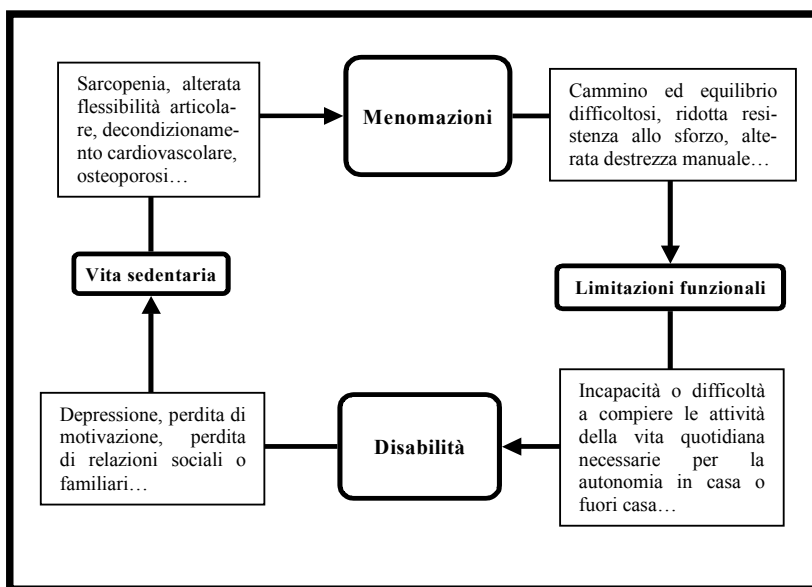 Sarcopenia, alterata
flessibilità articola-
re, decondizioname-
nto cardiovascolare,
osteoporosi…
Menomazioni
Cammino ed equilibrio
difficoltosi, ridotta resi-
stenza allo sforzo, alte-
rata destrezza manuale…
Vita sedentaria
Limitazioni funzionali
Depressione, perdita di
motivazione, perdita
di relazioni sociali o
familiari…
Disabilità
Incapacità o difficoltà
a compiere le attività
della vita quotidiana
necessarie per la
autonomia in casa o
fuori casa…